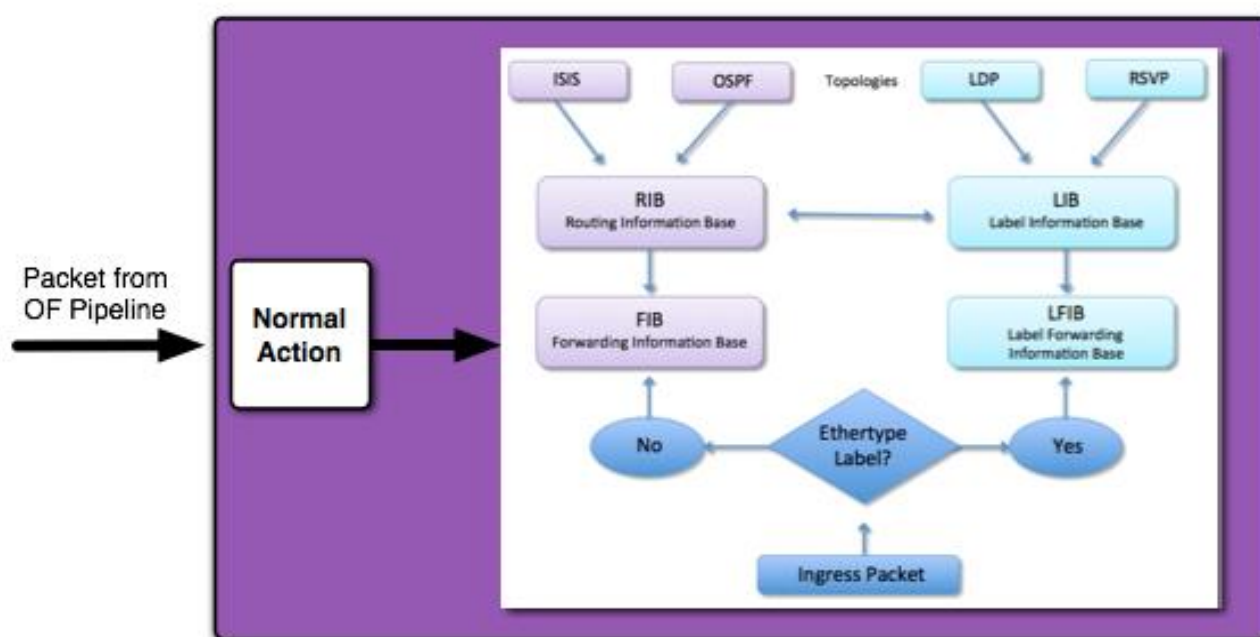 Packet from
OF Pipeline
Normal
Action
ISIS
OSPF
Topologies
LDP
RSVP
RIB
Routing Information Base
LIB
Label Information Base
FIB
Forwarding Information Base
LFIB
Label Forwarding
Information Base
No
Ethertype
Label?
Yes
Ingress Packet